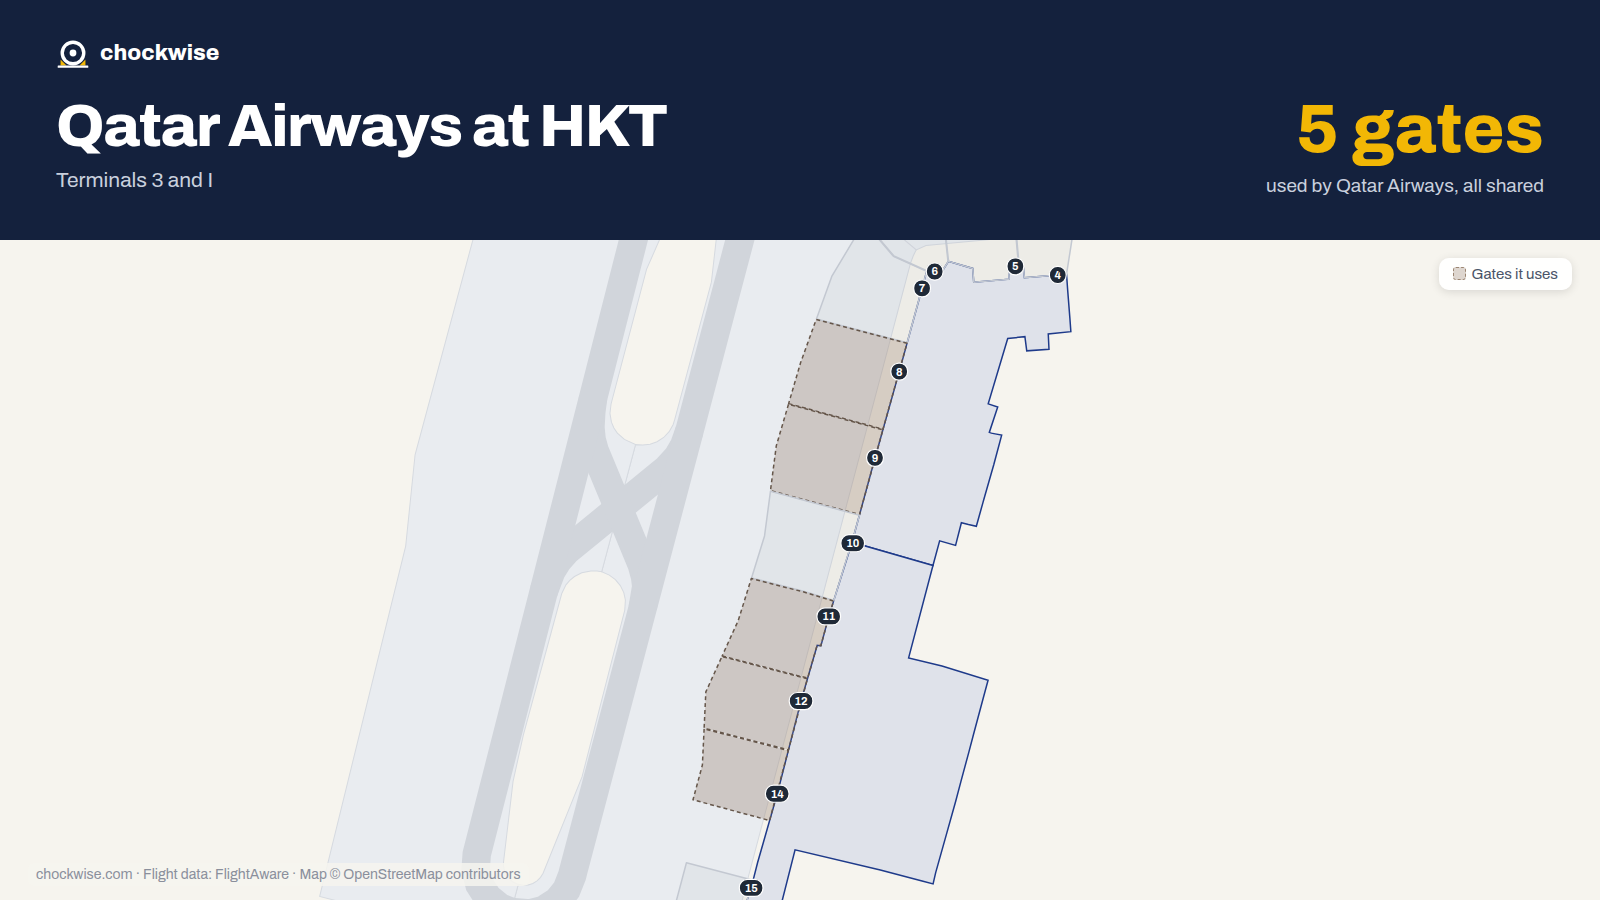 chockwise
Qatar Airways at HKT
Terminals 3 and I
5 gates
used by Qatar Airways, all shared
Gates it uses
6
5
4
7
8
9
10
11
12
14
15
chockwise.com · Flight data: FlightAware · Map © OpenStreetMap contributors